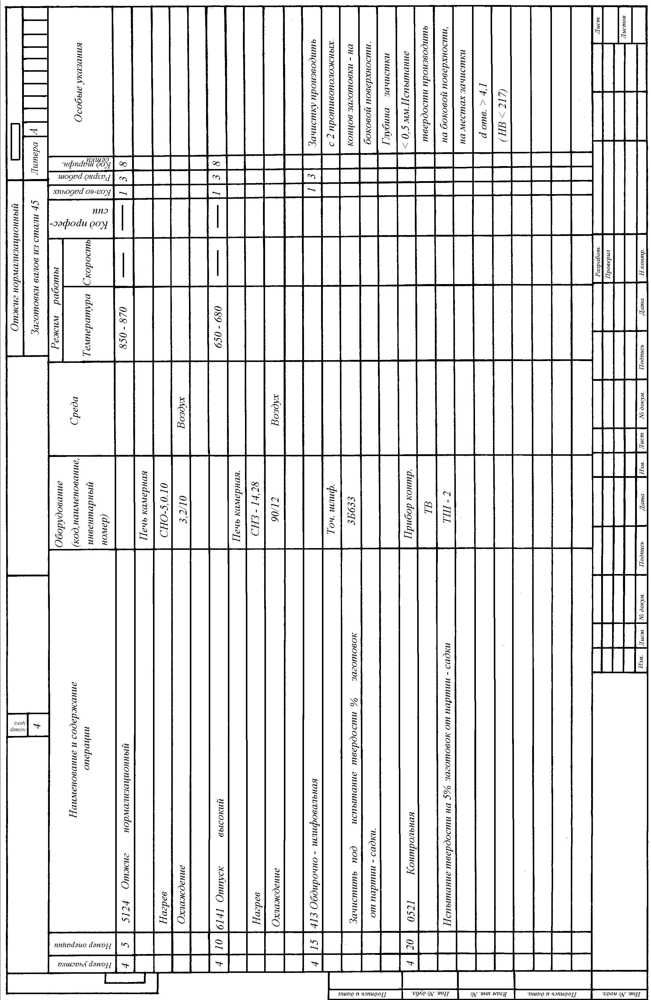 Отжиг нормализационный
номер
цеха
4
Заготовки валов из стали 45
Литера
А
Номер участка
Номер операции
Наименование и содержание
операции
Оборудование
(код,наименование,
инвентарный
номер)
Среда
Режим работы
Температура
Скорость
Код профес-
сии
Кол-во рабочих
Разряд работ
Код тарифн.
сетки
Особые указания
4 5 5124 Отжиг нормализационный 850 - 870 — — 1 3 8
Печь камерная
Нагрев СНО-5,0.10
Охлаждение 3,2/10 Воздух
4 10 6141 Отпуск высокий 650 - 680 — — 1 3 8
Печь камерная.
Нагрев СНЗ - 14,28
Охлаждение 90/12 Воздух
4 15 413 Обдирочно - шлифовальная 1 3 Зачистку производить
Точ. шлиф. с 2 противоположных.
Зачистить под испытание твердости % заготовок 3Б633 концов заготовки - на
от партии - садки. боковой поверхности.
Глубина зачистки
4 20 0521 Контрольная Прибор контр. < 0,5 мм.Испытание
ТВ твердости производить
Испытание твердости на 5% заготовок от партии - садки ТШ - 2 на боковой поверхности,
на местах зачистки
d отв. > 4,1
( НВ < 217)
Подпись и дата
Инв. № дубл.
Взам инв. №
Подпись и дата.
Инв. № подл.
Разработ.
Лист
Проверил
Листов
Изм. Лист № докум. Подпись Дата Изм. Лист № докум. Подпись Дата Н.контр.